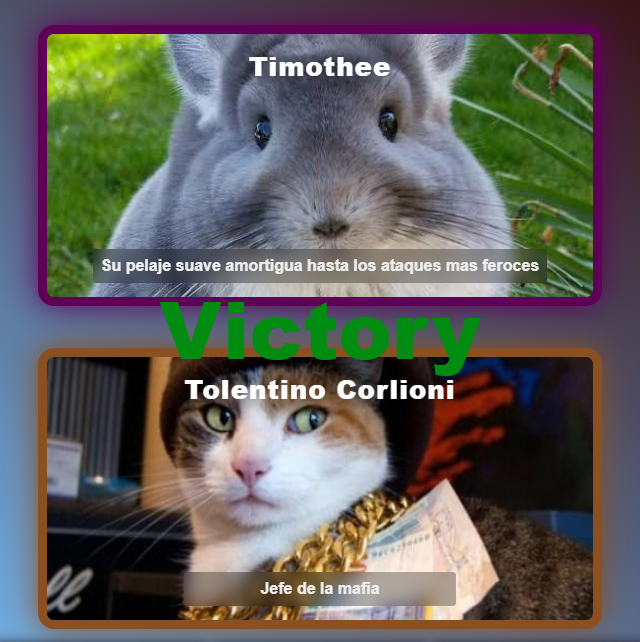 Timothee
Su pelaje suave amortigua hasta los ataques mas feroces
Victory
Tolentino Corlioni
Jefe de la mafia